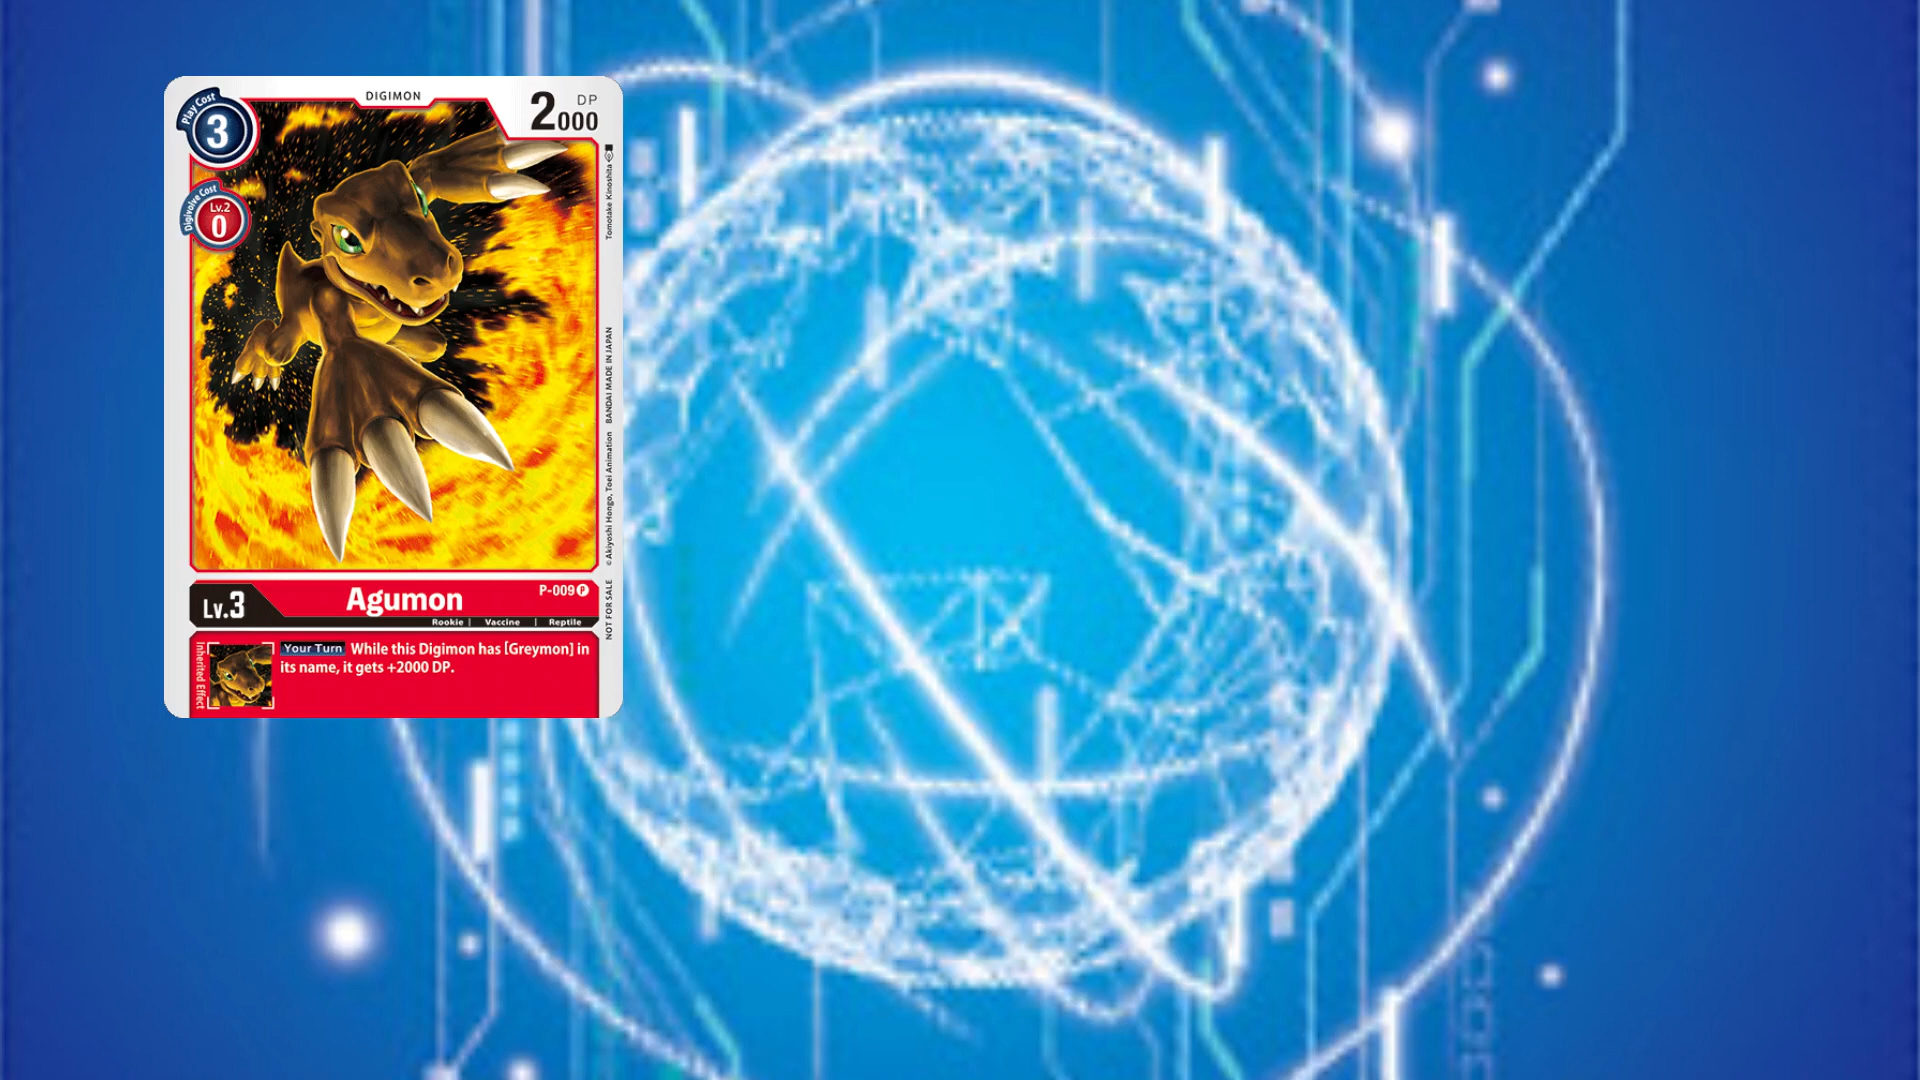 DIGIMON
Play Cost
3
DP
2000
Digivolve Cost
Lv.2
0
Tomotake Kinoshita
©Akiyoshi Hongo, Toei Animation BANDAI MADE IN JAPAN
NOT FOR SALE
Lv.3
Agumon
P-009 P
Rookie | Vaccine | Reptile
Inherited Effect
Your Turn While this Digimon has [Greymon] in
its name, it gets +2000 DP.